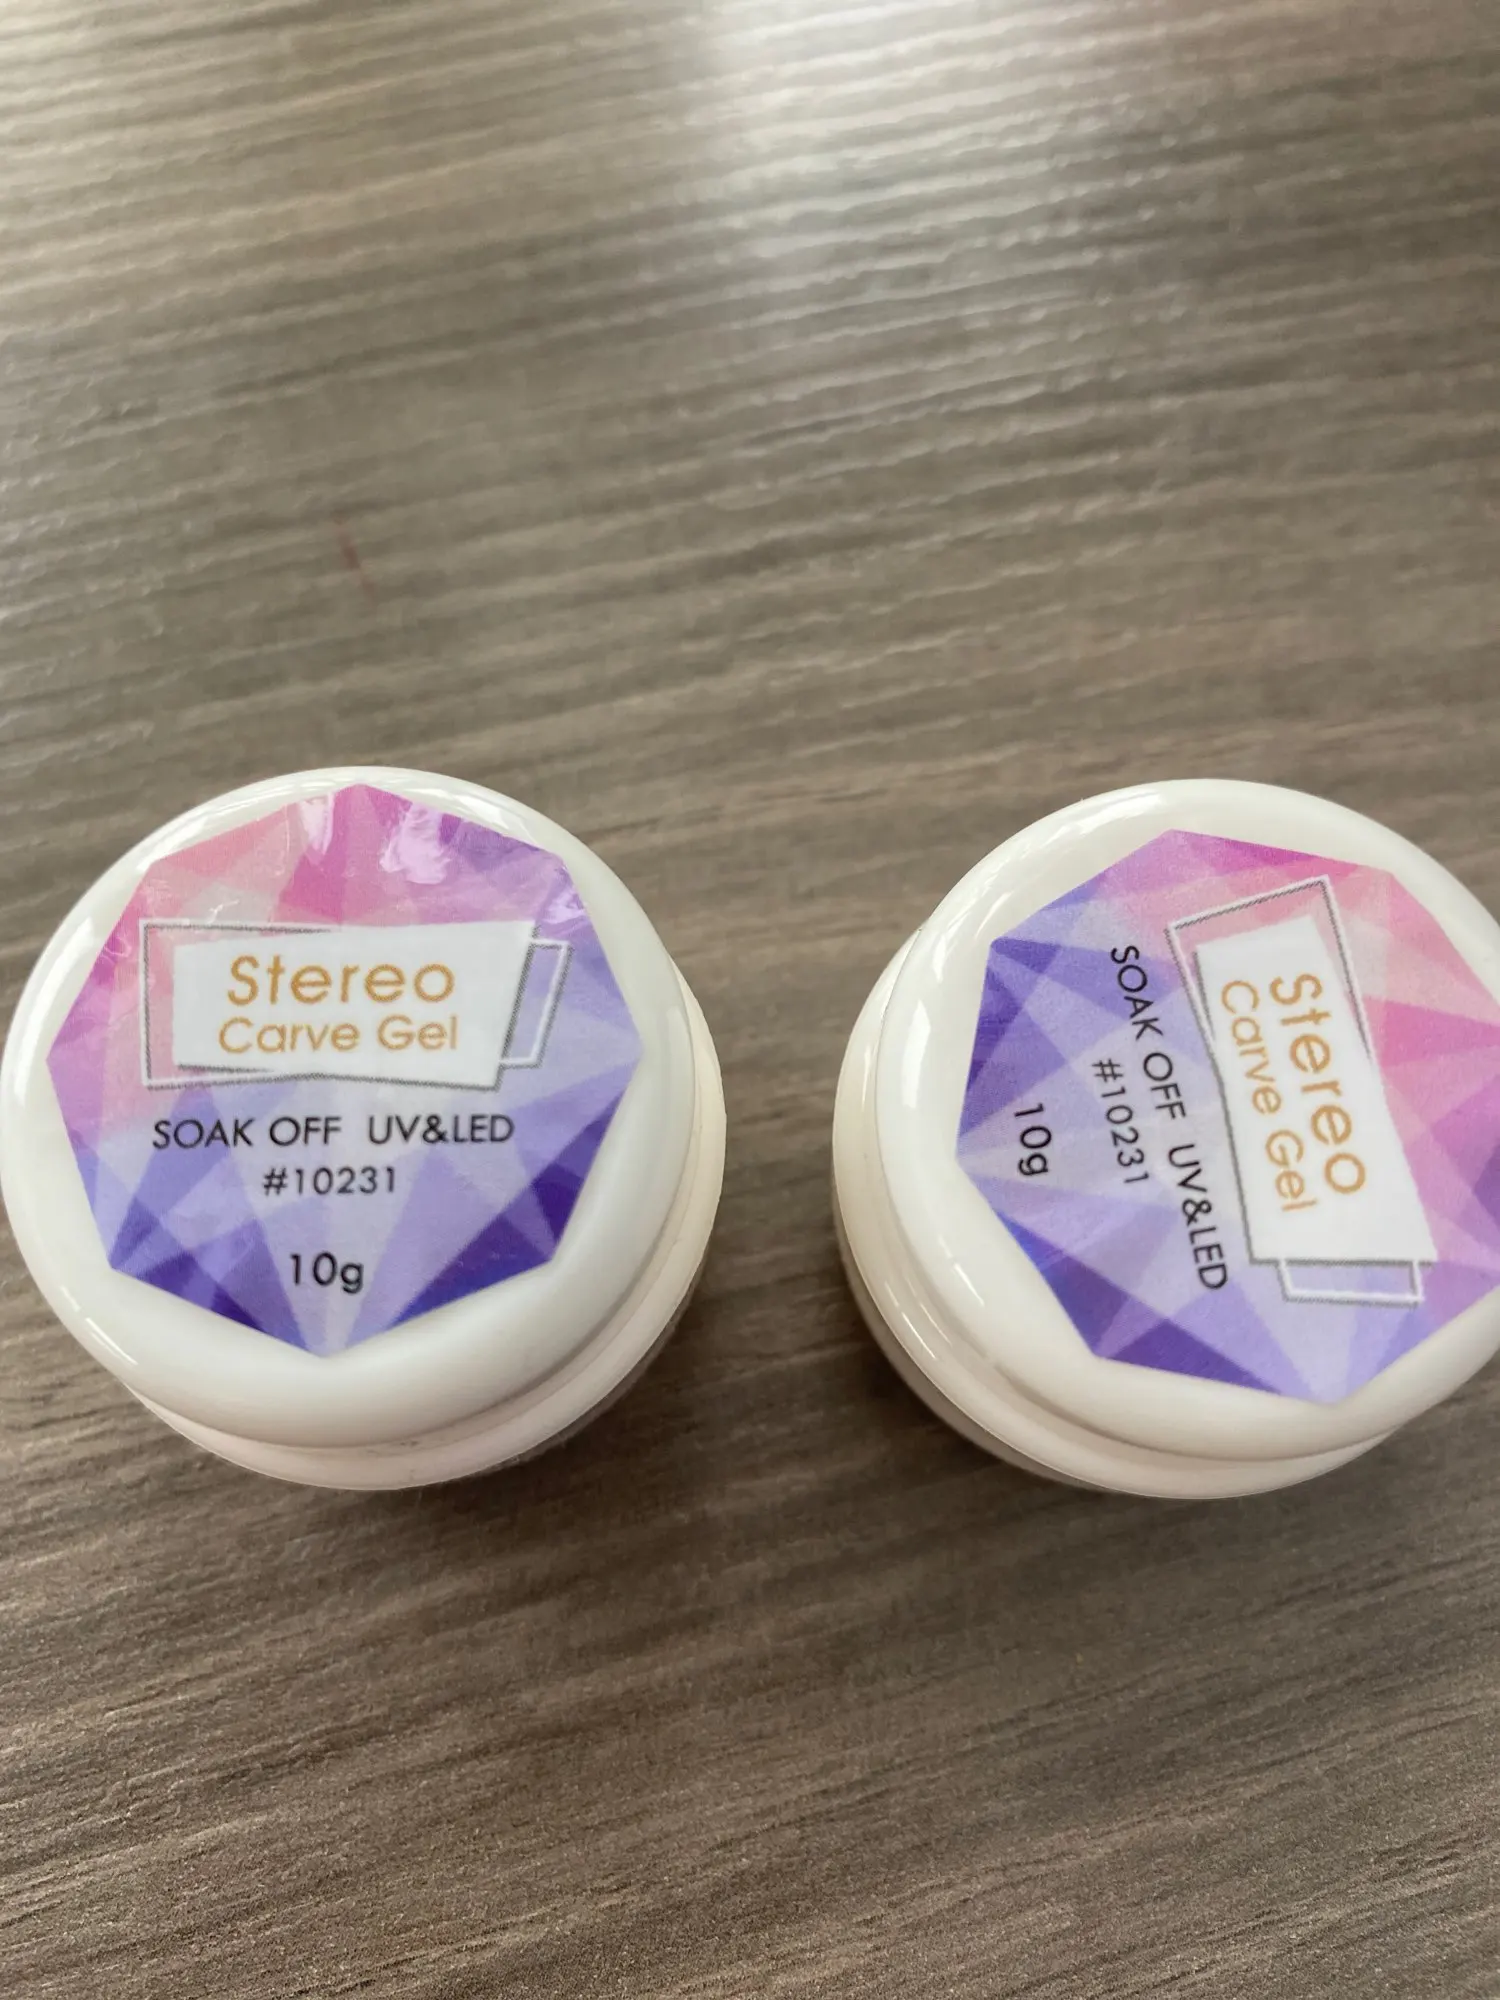 Stereo
Carve Gel
SOAK OFF UV&LED
#10231
10g
Stereo
Carve Gel
SOAK OFF UV&LED
#10231
10g